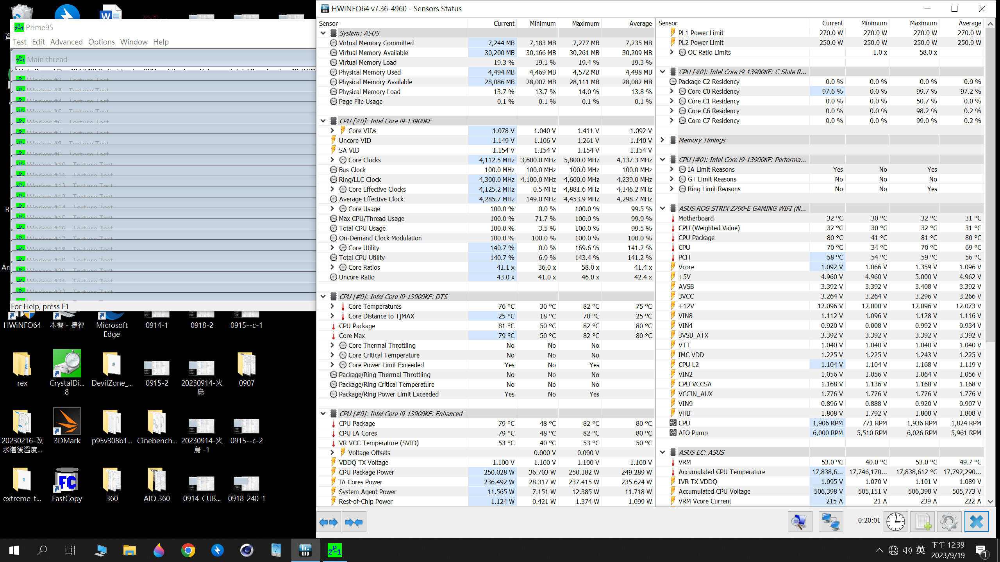 Prime95
Test Edit Advanced Options Window Help
Main thread
Worker #2 - Torture Test
Worker #3 - Torture Test
Worker #4 - Torture Test
Worker #5 - Torture Test
Worker #6 - Torture Test
Worker #7 - Torture Test
Worker #8 - Torture Test
Worker #9 - Torture Test
Worker #10 - Torture Test
Worker #11 - Torture Test
Worker #12 - Torture Test
Worker #13 - Torture Test
Worker #14 - Torture Test
Worker #15 - Torture Test
Worker #16 - Torture Test
Worker #17 - Torture Test
Worker #18 - Torture Test
Worker #19 - Torture Test
Worker #20 - Torture Test
Worker #21 - Torture Test
Worker #22 - Torture Test
For Help, press F1
HWiNFO64
本機 - 捷徑
Microsoft
Edge
0914-1
0918-2
0915--c-1
rex
CrystalDi...
8
DevilZone_...
0915-2
20230914-火
鳥
0907
20230216-改
水道後溫度...
3DMark
p95v308b1...
Cinebench...
20230914-火
鳥 -1
0915--c-2
extreme_t...
FastCopy
360
AIO 360
0914-CUB...
0918-240-1
HWiNFO64 v7.36-4960 - Sensors Status
Sensor Current Minimum Maximum Average
System: ASUS
Virtual Memory Committed 7,244 MB 7,183 MB 7,277 MB 7,235 MB
Virtual Memory Available 30,200 MB 30,166 MB 30,261 MB 30,209 MB
Virtual Memory Load 19.3 % 19.1 % 19.4 % 19.3 %
Physical Memory Used 4,494 MB 4,469 MB 4,572 MB 4,498 MB
Physical Memory Available 28,086 MB 28,007 MB 28,111 MB 28,082 MB
Physical Memory Load 13.7 % 13.7 % 14.0 % 13.8 %
Page File Usage 0.1 % 0.1 % 0.1 % 0.1 %
CPU [#0]: Intel Core i9-13900KF
Core VIDs 1.078 V 1.040 V 1.411 V 1.092 V
Uncore VID 1.149 V 1.106 V 1.261 V 1.140 V
SA VID 1.154 V 1.154 V 1.154 V 1.154 V
Core Clocks 4,112.5 MHz 3,600.0 MHz 5,800.0 MHz 4,137.3 MHz
Bus Clock 100.0 MHz 100.0 MHz 100.0 MHz 100.0 MHz
Ring/LLC Clock 4,300.0 MHz 4,100.0 MHz 4,600.0 MHz 4,239.0 MHz
Core Effective Clocks 4,125.2 MHz 0.5 MHz 4,881.6 MHz 4,146.2 MHz
Average Effective Clock 4,285.7 MHz 149.0 MHz 4,453.9 MHz 4,298.7 MHz
Core Usage 100.0 % 0.0 % 100.0 % 99.5 %
Max CPU/Thread Usage 100.0 % 71.7 % 100.0 % 99.9 %
Total CPU Usage 100.0 % 3.5 % 100.0 % 99.5 %
On-Demand Clock Modulation 100.0 % 100.0 % 100.0 % 100.0 %
Core Utility 140.7 % 0.0 % 169.6 % 141.2 %
Total CPU Utility 140.7 % 6.9 % 143.4 % 141.2 %
Core Ratios 41.1 x 36.0 x 58.0 x 41.4 x
Uncore Ratio 43.0 x 41.0 x 46.0 x 42.4 x
CPU [#0]: Intel Core i9-13900KF: DTS
Core Temperatures 76 °C 30 °C 82 °C 75 °C
Core Distance to TjMAX 25 °C 18 °C 70 °C 25 °C
CPU Package 81 °C 50 °C 82 °C 80 °C
Core Max 79 °C 50 °C 82 °C 80 °C
Core Thermal Throttling No No No
Core Critical Temperature No No No
Core Power Limit Exceeded Yes No Yes
Package/Ring Thermal Throttling No No No
Package/Ring Critical Temperature No No No
Package/Ring Power Limit Exceeded Yes No Yes
CPU [#0]: Intel Core i9-13900KF: Enhanced
CPU Package 79 °C 48 °C 82 °C 80 °C
CPU IA Cores 79 °C 48 °C 82 °C 80 °C
VR VCC Temperature (SVID) 53 °C 40 °C 53 °C 50 °C
Voltage Offsets 0.000 V 0.000 V
VDDQ TX Voltage 1.100 V 1.100 V 1.100 V 1.100 V
CPU Package Power 250.028 W 36.703 W 250.182 W 249.289 W
IA Cores Power 236.492 W 28.317 W 237.415 W 235.624 W
System Agent Power 11.565 W 7.151 W 12.385 W 11.718 W
Rest-of-Chip Power 1.124 W 0.421 W 1.374 W 1.099 W
Sensor Current Minimum Maximum Average
PL1 Power Limit 270.0 W 270.0 W 270.0 W 270.0 W
PL2 Power Limit 250.0 W 250.0 W 250.0 W 250.0 W
OC Ratio Limits 1.0 x 58.0 x
CPU [#0]: Intel Core i9-13900KF: C-State R...
Package C2 Residency 0.0 % 0.0 % 0.0 % 0.0 %
Core C0 Residency 97.6 % 0.0 % 99.7 % 97.2 %
Core C1 Residency 0.0 % 0.0 % 50.7 % 0.0 %
Core C6 Residency 0.0 % 0.0 % 98.2 % 0.2 %
Core C7 Residency 0.0 % 0.0 % 99.0 % 0.2 %
Memory Timings
CPU [#0]: Intel Core i9-13900KF: Performa...
IA Limit Reasons Yes No Yes
GT Limit Reasons No No No
Ring Limit Reasons No No Yes
ASUS ROG STRIX Z790-E GAMING WIFI (N...
Motherboard 32 °C 30 °C 32 °C 31 °C
CPU (Weighted Value) 32 °C 30 °C 32 °C 31 °C
CPU Package 80 °C 41 °C 81 °C 80 °C
CPU 70 °C 34 °C 70 °C 69 °C
PCH 58 °C 54 °C 59 °C 56 °C
Vcore 1.092 V 1.066 V 1.359 V 1.096 V
+5V 4.960 V 4.960 V 5.000 V 4.962 V
AVSB 3.392 V 3.392 V 3.408 V 3.392 V
3VCC 3.264 V 3.264 V 3.296 V 3.266 V
+12V 12.096 V 12.000 V 12.096 V 12.073 V
VIN8 1.112 V 1.096 V 1.128 V 1.116 V
VIN4 0.920 V 0.008 V 0.992 V 0.934 V
3VSB_ATX 3.392 V 3.392 V 3.392 V 3.392 V
VTT 1.040 V 1.040 V 1.040 V 1.040 V
IMC VDD 1.225 V 1.225 V 1.243 V 1.225 V
CPU L2 1.104 V 1.104 V 1.168 V 1.119 V
VIN2 1.056 V 1.056 V 1.064 V 1.056 V
CPU VCCSA 1.168 V 1.136 V 1.168 V 1.168 V
VCCIN_AUX 1.776 V 1.776 V 1.776 V 1.776 V
VIN9 0.896 V 0.888 V 0.920 V 0.907 V
VHIF 1.808 V 1.792 V 1.808 V 1.808 V
CPU 1,906 RPM 771 RPM 1,936 RPM 1,824 RPM
AIO Pump 6,000 RPM 5,510 RPM 6,026 RPM 5,961 RPM
ASUS EC: ASUS
VRM 53.0 °C 40.0 °C 53.0 °C 49.7 °C
Accumulated CPU Temperature 17,838,6... 17,746,170... 17,838,612 °C 17,792,290...
IVR TX VDDQ 1.095 V 1.070 V 1.101 V 1.089 V
Accumulated CPU Voltage 506,398 V 505,151 V 506,398 V 505,773 V
VRM Vcore Current 215 A 21 A 239 A 222 A
0:20:01
英
下午 12:39
2023/9/19
1